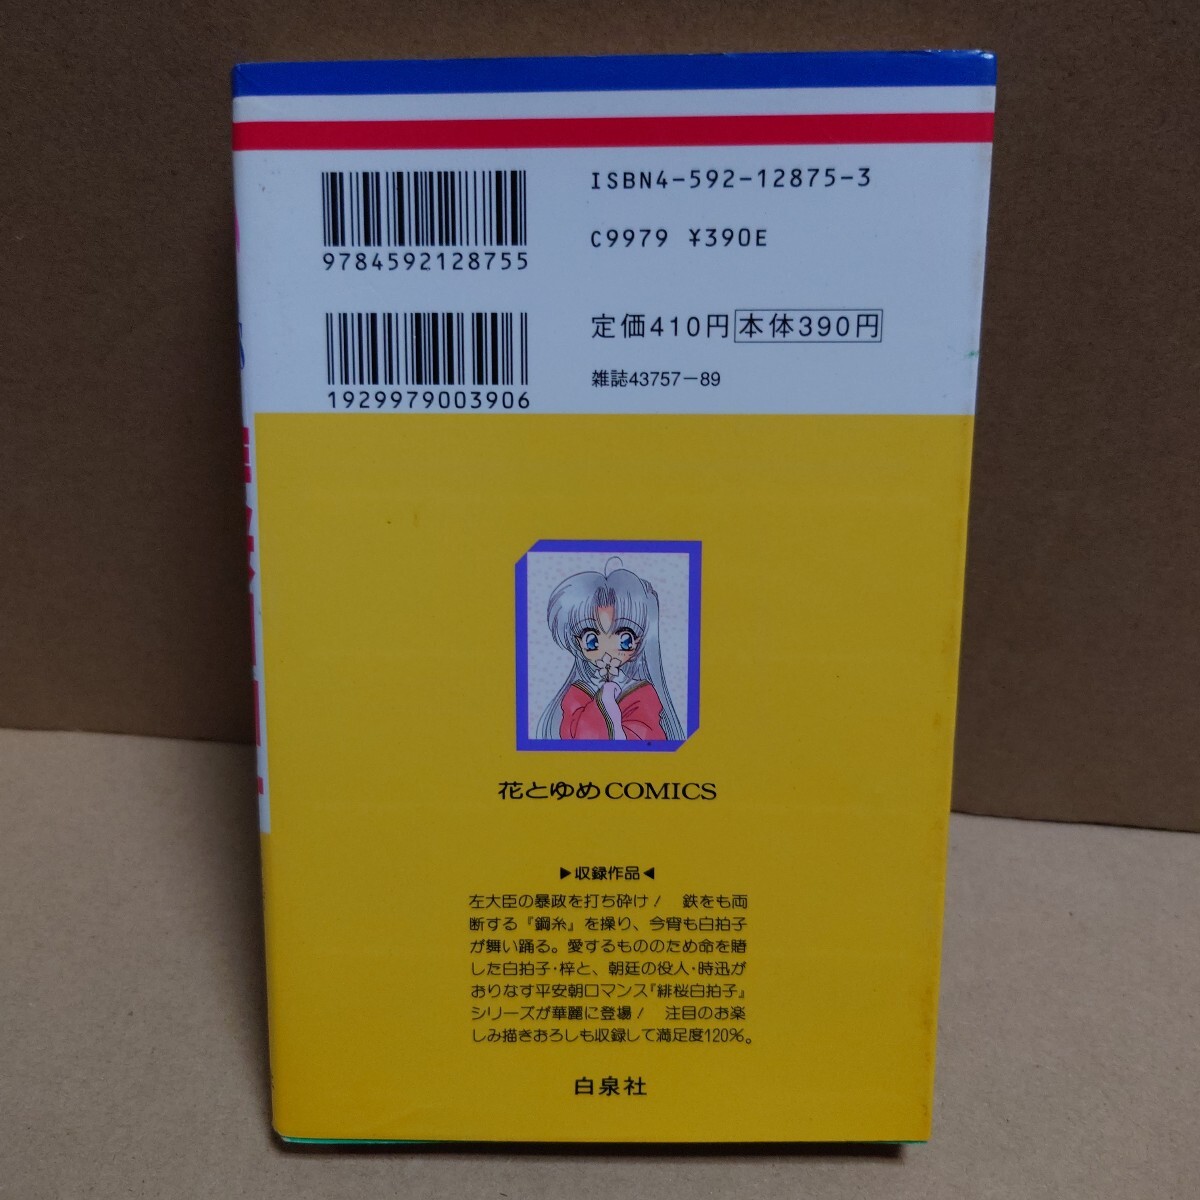 ISBN4-592-12875-3
C9979 ¥390E
9784592128755
定価410円 本体390円
雑誌43757-89
1929979003906
花とゆめCOMICS
▶収録作品◀
左大臣の暴政を打ち砕け! 鉄をも両
断する『鋼糸』を操り、今宵も白拍子
が舞い踊る。愛するもののため命を賭
した白拍子・梓と、朝廷の役人・時迅が
おりなす平安朝ロマンス『緋桜白拍子』
シリーズが華麗に登場! 注目のお楽
しみ描きおろしも収録して満足度120%。
白泉社